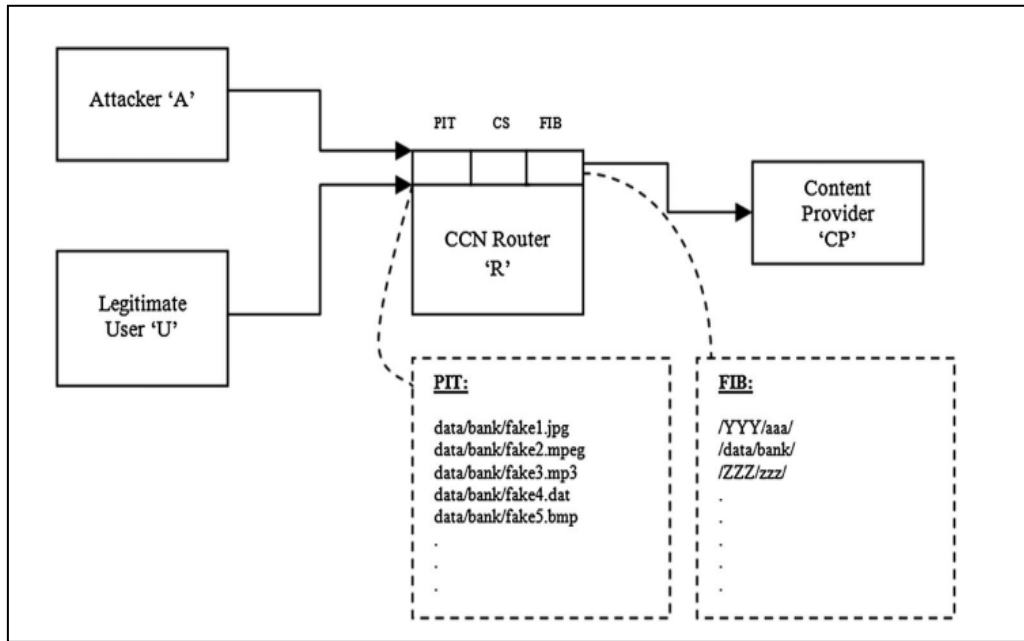 Attacker ‘A’
PIT CS FIB
Content
Provider
‘CP’
CCN Router
‘R’
Legitimate
User ‘U’
PIT:
data/bank/fake1.jpg
data/bank/fake2.mpeg
data/bank/fake3.mp3
data/bank/fake4.dat
data/bank/fake5.bmp
.
.
.
FIB:
/YYY/aaa/
/data/bank/
/ZZZ/zzz/
.
.
.
.
.